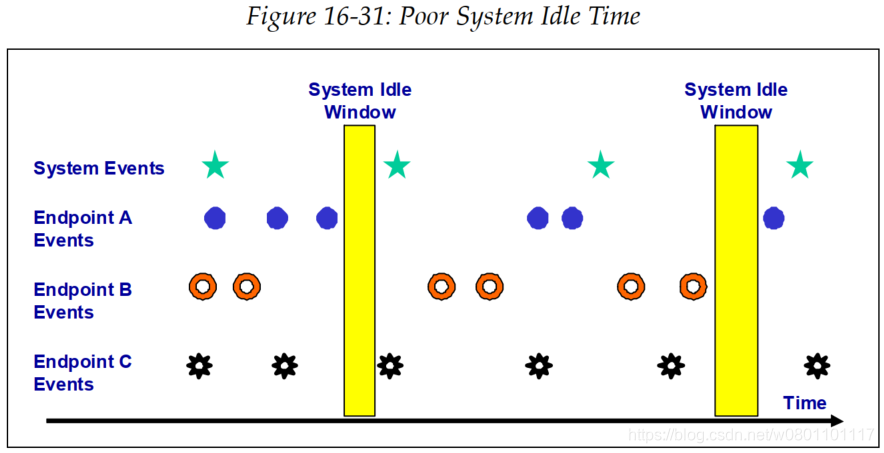 Figure 16-31: Poor System Idle Time
System Idle
Window
System Idle
Window
System Events
Endpoint A
Events
Endpoint B
Events
Endpoint C
Events
Time
https://blog.csdn.net/w0801101117